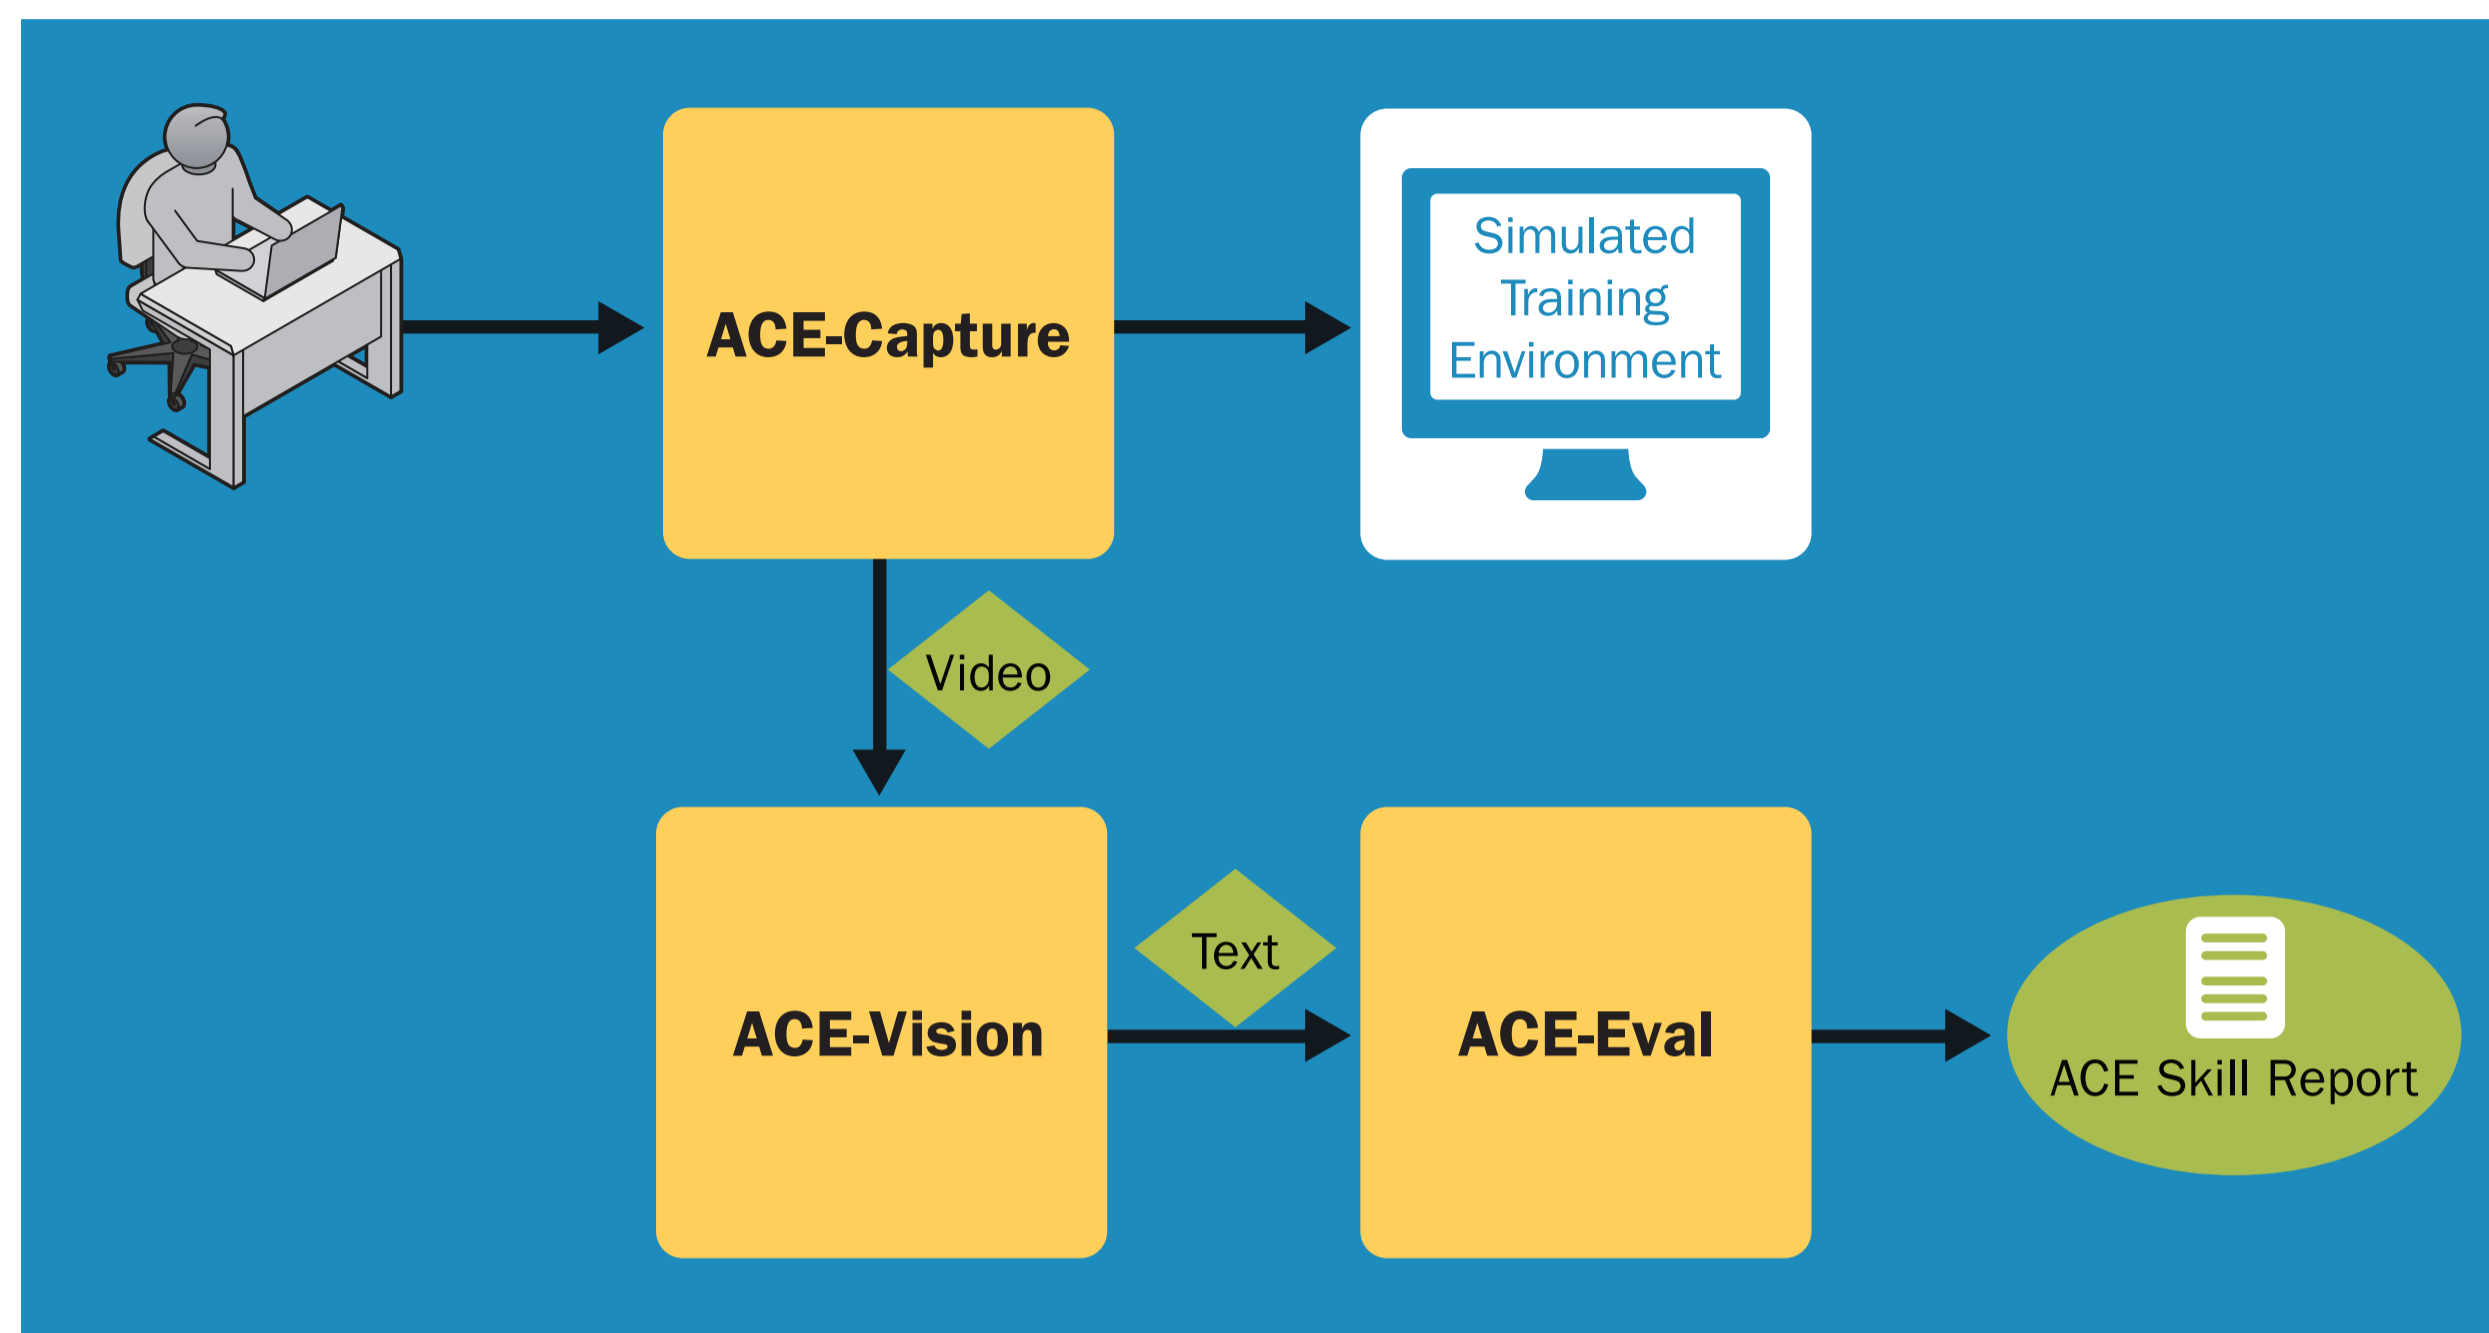 ACE-Capture
Simulated
Training
Environment
Video
Text
ACE-Vision
ACE-Eval
ACE Skill Report